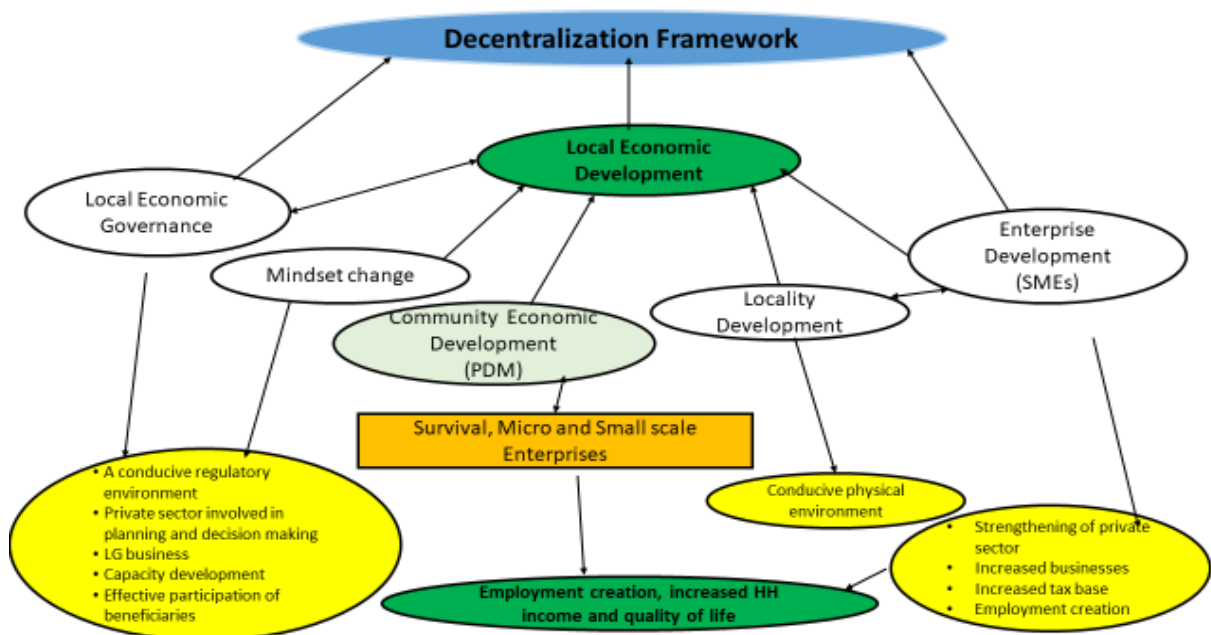 Decentralization Framework
Local Economic
Development
Local Economic
Governance
Enterprise
Development
(SMEs)
Mindset change
Locality
Development
Community Economic
Development
(PDM)
Survival, Micro and Small scale
Enterprises
• A conducive regulatory
environment
• Private sector involved in
planning and decision making
• LG business
• Capacity development
• Effective participation of
beneficiaries
Conducive physical
environment
• Strengthening of private
sector
• Increased businesses
• Increased tax base
• Employment creation
Employment creation, increased HH
income and quality of life